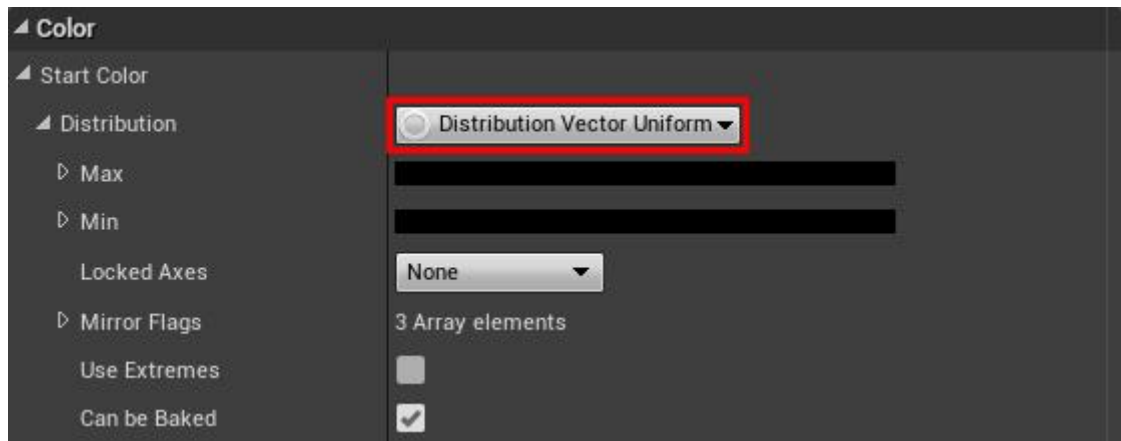 Color
Start Color
Distribution Distribution Vector Uniform
Max
Min
Locked Axes None
Mirror Flags 3 Array elements
Use Extremes
Can be Baked